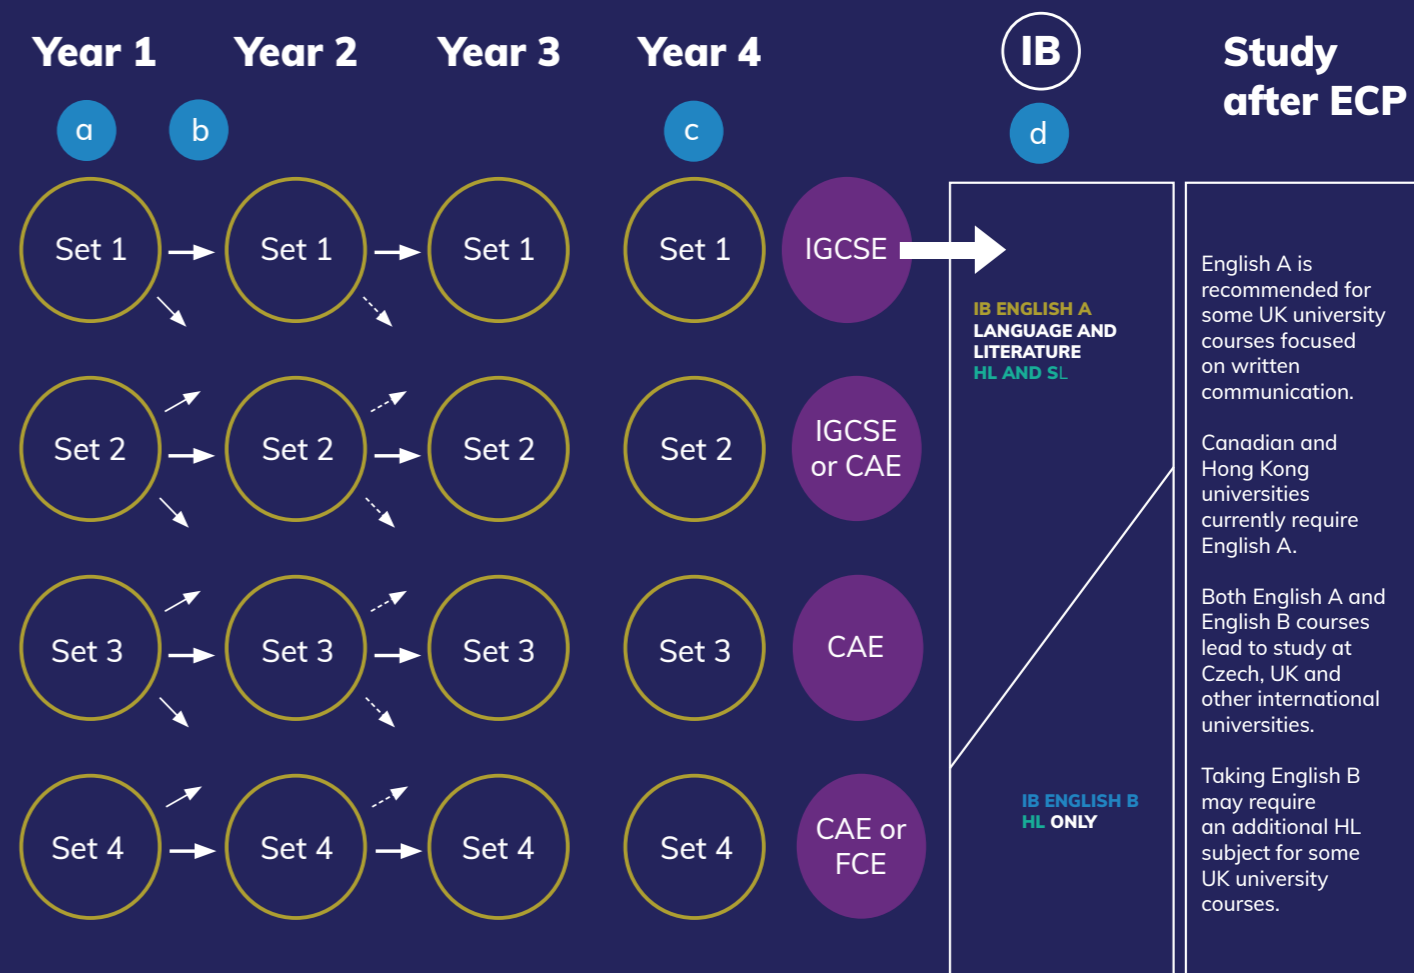 Year 1
Year 2
Year 3
Year 4
IB
Study
after ECP
a
b
c
d
Set 1
Set 1
Set 1
Set 1
IGCSE
Set 2
Set 2
Set 2
Set 2
IGCSE
or CAE
Set 3
Set 3
Set 3
Set 3
CAE
Set 4
Set 4
Set 4
Set 4
CAE or
FCE
IB ENGLISH A
LANGUAGE AND
LITERATURE
HL AND SL
IB ENGLISH B
HL ONLY
English A is
recommended for
some UK university
courses focused
on written
communication.
Canadian and
Hong Kong
universities
currently require
English A.
Both English A and
English B courses
lead to study at
Czech, UK and
other international
universities.
Taking English B
may require
an additional HL
subject for some
UK university
courses.